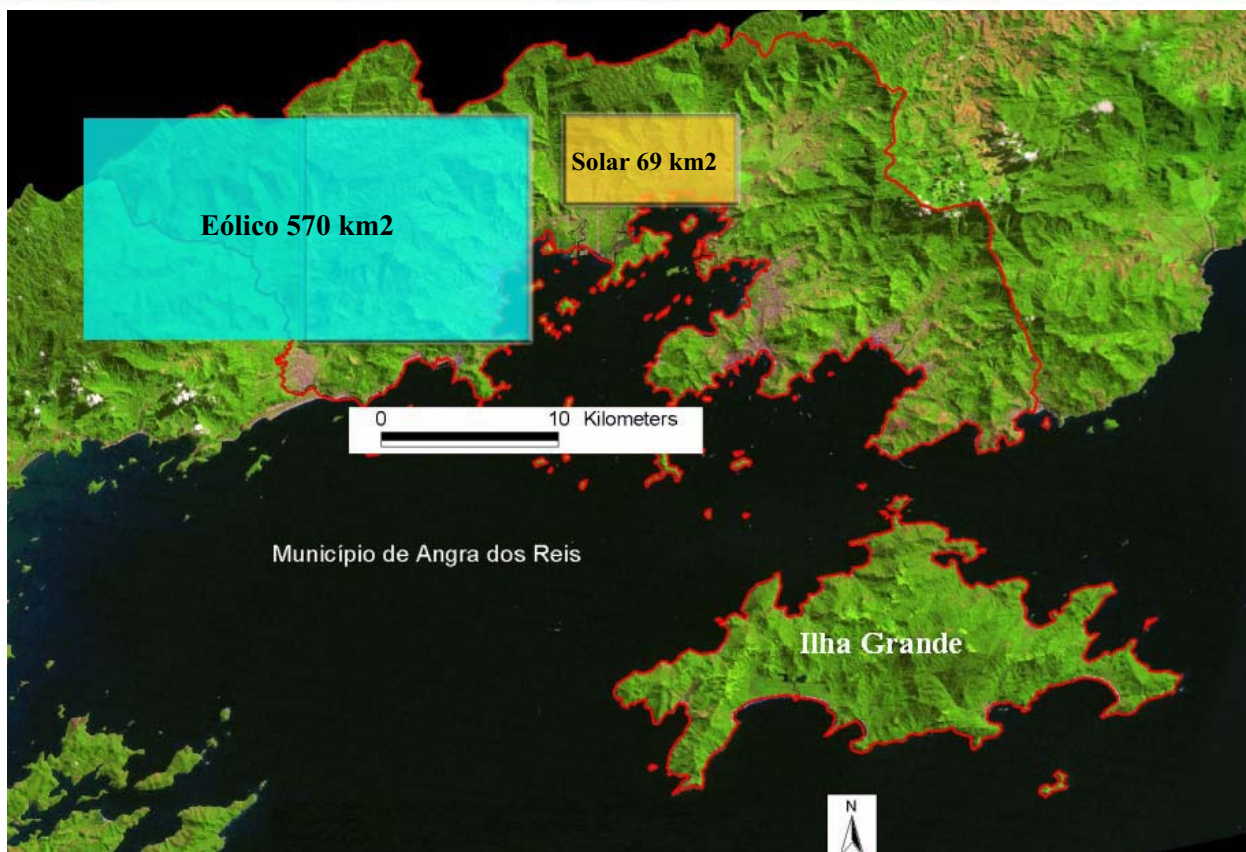 Solar 69 km2
Eólico 570 km2
0 10 Kilometers
Município de Angra dos Reis
Ilha Grande
N